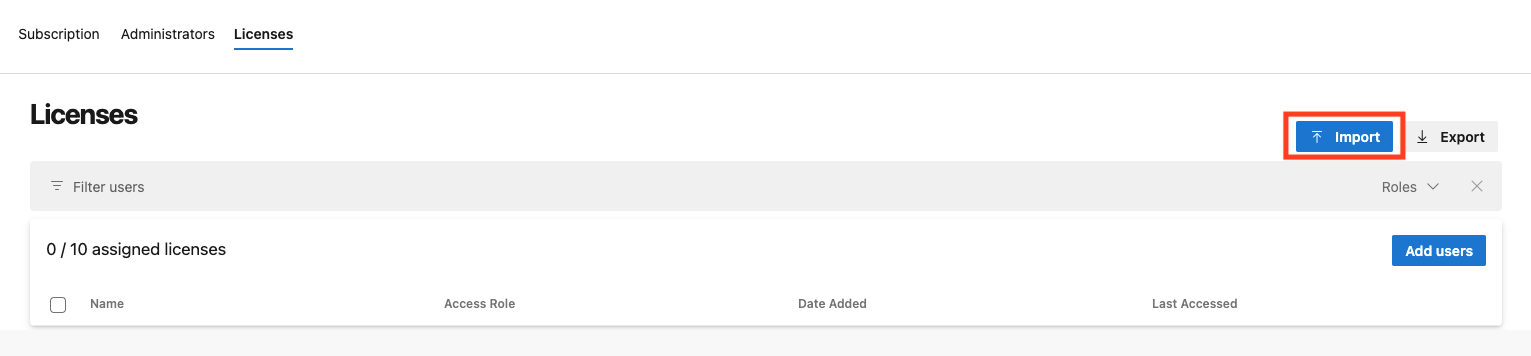 Subscription Administrators Licenses
Licenses
Import Export
Filter users Roles
0 / 10 assigned licenses Add users
Name Access Role Date Added Last Accessed